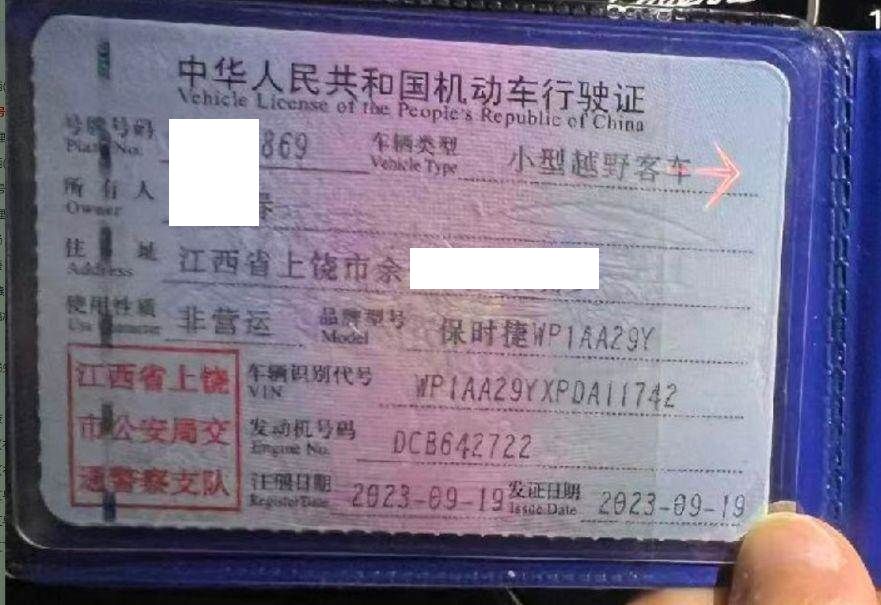 中华人民共和国机动车行驶证
Vehicle License of the People's Republic of China
号牌号码 869 车辆类型 小型越野客车
Plate No. Vehicle Type
所有人
Owner
住址 江西省上饶市余
Address
使用性质 非营运 品牌型号 保时捷WP1AA29Y
Use Character Model
江西省上饶 车辆识别代号 WP1AA29YXPDA11742
VIN
市公安局交 发动机号码 DCB642722
Engine No.
通警察支队 注册日期 2023-09-19 发证日期 2023-09-19
Register Date Issue Date